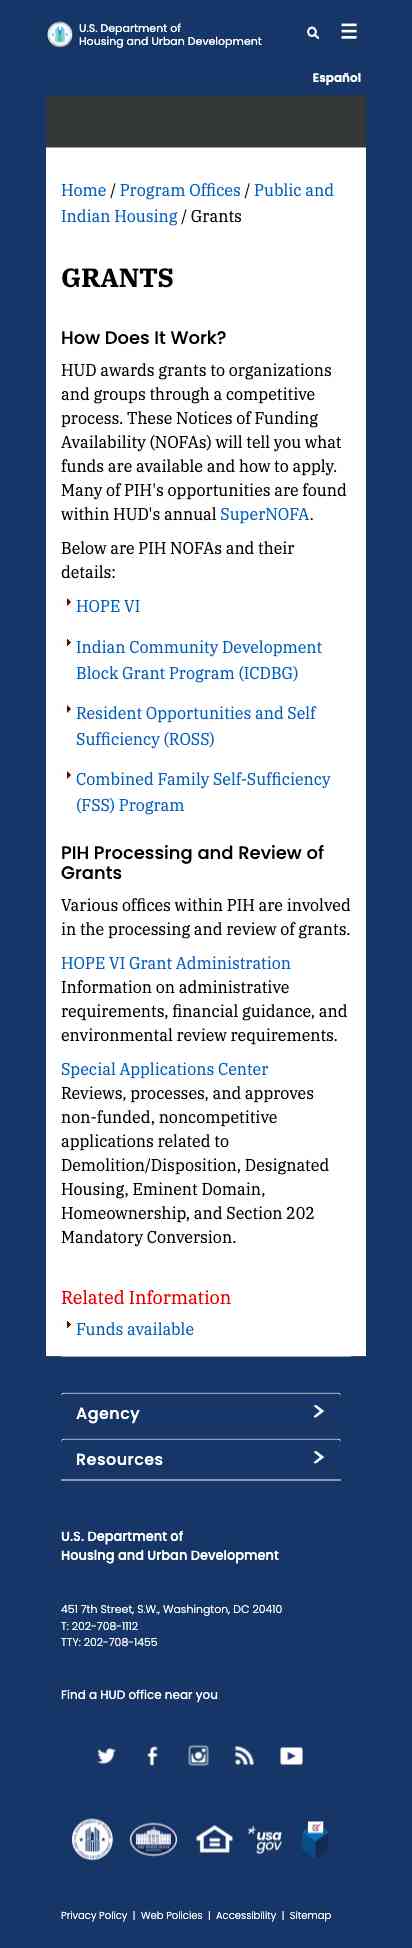 U.S. Department of
Housing and Urban Development
Español
Home / Program Offices / Public and
Indian Housing / Grants
GRANTS
How Does It Work?
HUD awards grants to organizations
and groups through a competitive
process. These Notices of Funding
Availability (NOFAs) will tell you what
funds are available and how to apply.
Many of PIH's opportunities are found
within HUD's annual SuperNOFA.
Below are PIH NOFAs and their
details:
HOPE VI
Indian Community Development
Block Grant Program (ICDBG)
Resident Opportunities and Self
Sufficiency (ROSS)
Combined Family Self-Sufficiency
(FSS) Program
PIH Processing and Review of
Grants
Various offices within PIH are involved
in the processing and review of grants.
HOPE VI Grant Administration
Information on administrative
requirements, financial guidance, and
environmental review requirements.
Special Applications Center
Reviews, processes, and approves
non-funded, noncompetitive
applications related to
Demolition/Disposition, Designated
Housing, Eminent Domain,
Homeownership, and Section 202
Mandatory Conversion.
Related Information
Funds available
Agency
Resources
U.S. Department of
Housing and Urban Development
451 7th Street, S.W., Washington, DC 20410
T: 202-708-1112
TTY: 202-708-1455
Find a HUD office near you
usa
gov
Privacy Policy | Web Policies | Accessibility | Sitemap